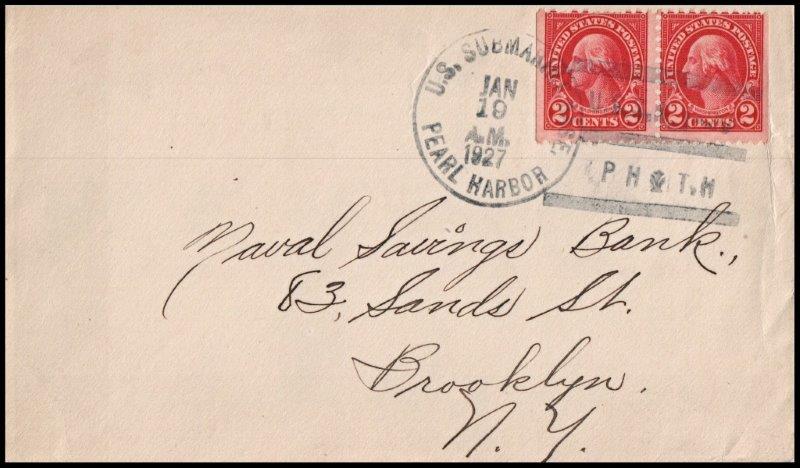 U.S. SUBMA
JAN
19
A.M.
1927
PEARL HARBOR
UNITED STATES POSTAGE
2 CENTS 2
UNITED STATES POSTAGE
2 CENTS
P H T.H
Naval Savings Bank.,
83, Sands St.
Brooklyn.
N.Y.